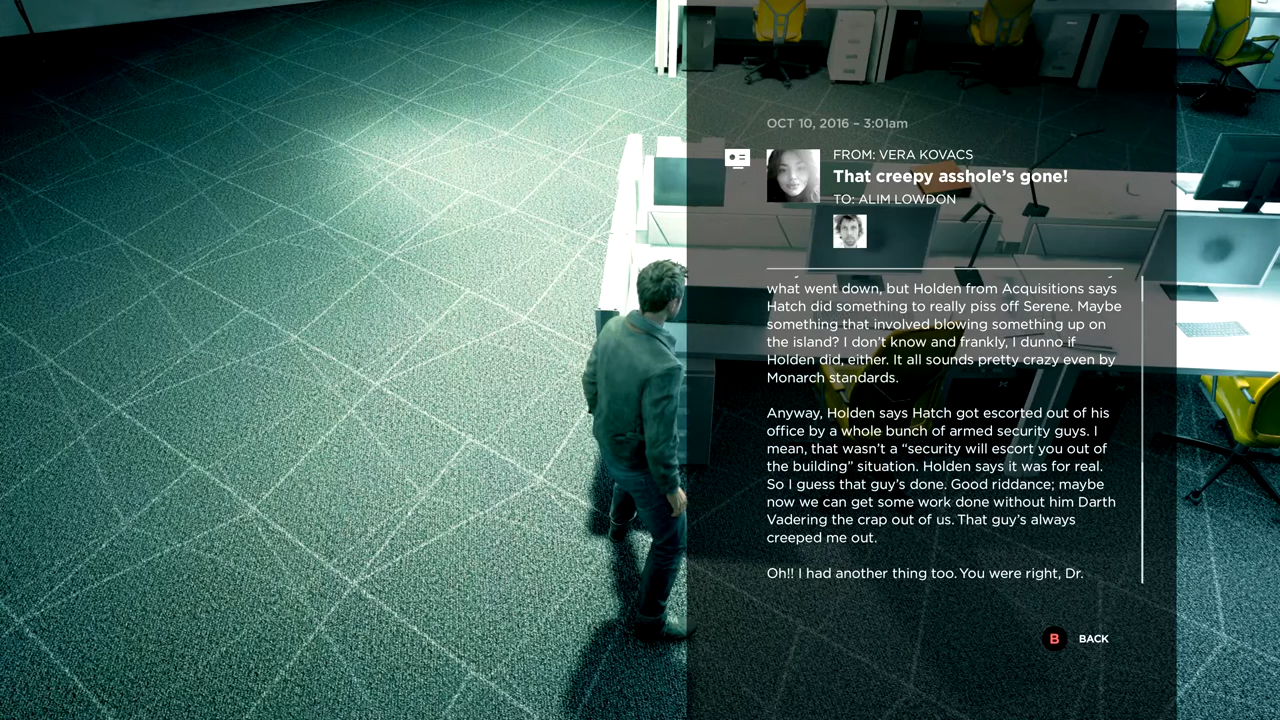 OCT 10, 2016 – 3:01am
FROM: VERA KOVACS
That creepy asshole’s gone!
TO: ALIM LOWDON
what went down, but Holden from Acquisitions says
Hatch did something to really piss off Serene. Maybe
something that involved blowing something up on
the island? I don’t know and frankly, I dunno if
Holden did, either. It all sounds pretty crazy even by
Monarch standards.
Anyway, Holden says Hatch got escorted out of his
office by a whole bunch of armed security guys. I
mean, that wasn’t a “security will escort you out of
the building” situation. Holden says it was for real.
So I guess that guy’s done. Good riddance; maybe
now we can get some work done without him Darth
Vadering the crap out of us. That guy’s always
creeped me out.
Oh!! I had another thing too. You were right, Dr.
B BACK